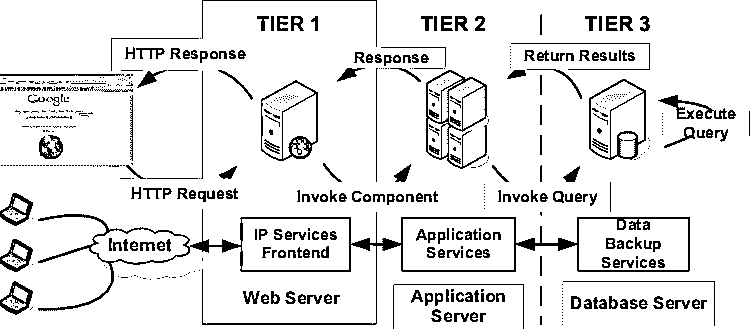 TIER 1
TIER 2
TIER 3
HTTP Response
Response
Return Results
Google
Execute
Query
HTTP Request
Invoke Component
Invoke Query
Internet
IP Services
Frontend
Application
Services
Data
Backup
Services
Web Server
Application
Server
Database Server